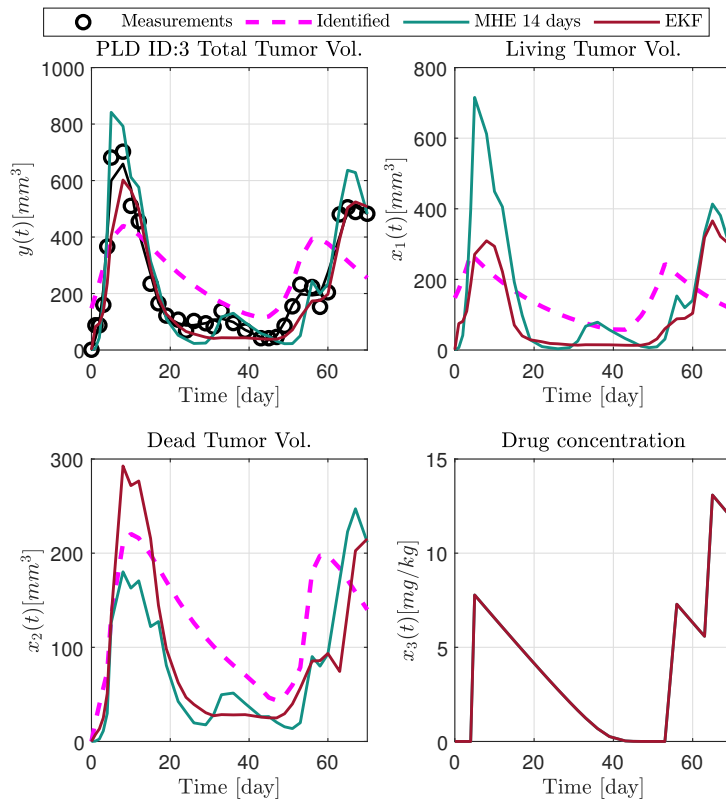 Measurements Identified MHE 14 days EKF
PLD ID:3 Total Tumor Vol.
1000
800
600
400
200
0
y(t)[mm³]
0 20 40 60
Time [day]
Living Tumor Vol.
800
600
400
200
0
x₁(t)[mm³]
0 20 40 60
Time [day]
Dead Tumor Vol.
300
200
100
0
x₂(t)[mm³]
0 20 40 60
Time [day]
Drug concentration
15
10
5
0
x₃(t)[mg/kg]
0 20 40 60
Time [day]